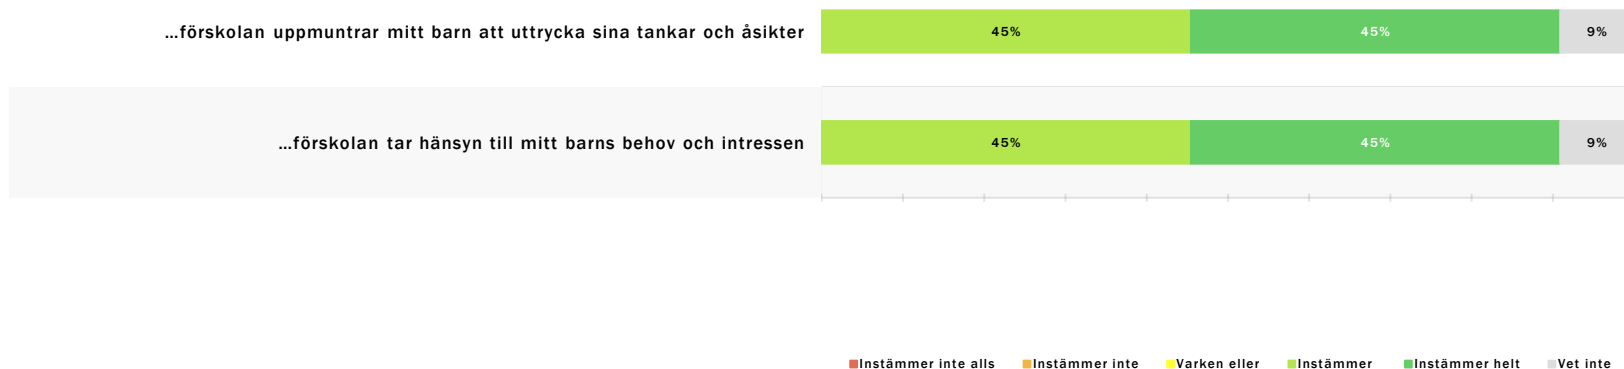 ...förskolan uppmuntrar mitt barn att uttrycka sina tankar och åsikter 45% 45% 9%
...förskolan tar hänsyn till mitt barns behov och intressen 45% 45% 9%
Instämmer inte alls Instämmer inte Varken eller Instämmer Instämmer helt Vet inte